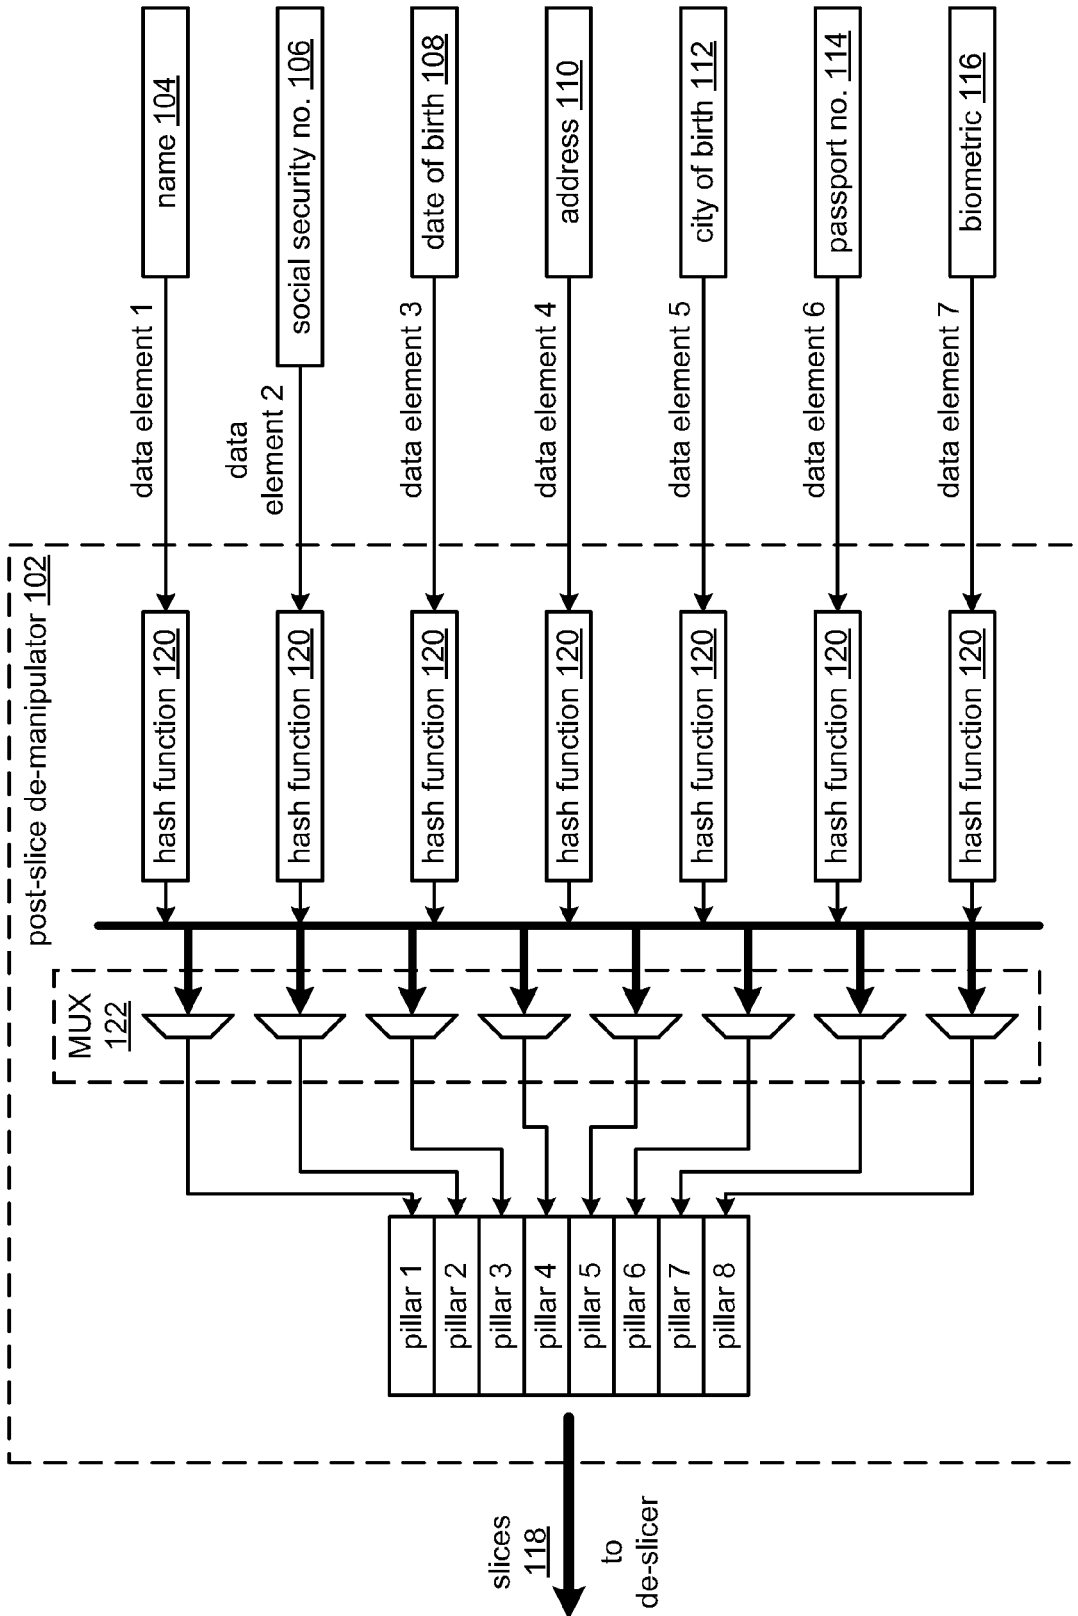 name 104
social security no. 106
date of birth 108
address 110
city of birth 112
passport no. 114
biometric 116
data element 1
data
element 2
data element 3
data element 4
data element 5
data element 6
data element 7
post-slice de-manipulator 102
hash function 120
hash function 120
hash function 120
hash function 120
hash function 120
hash function 120
hash function 120
MUX
122
pillar 1
pillar 2
pillar 3
pillar 4
pillar 5
pillar 6
pillar 7
pillar 8
slices
118
to
de-slicer